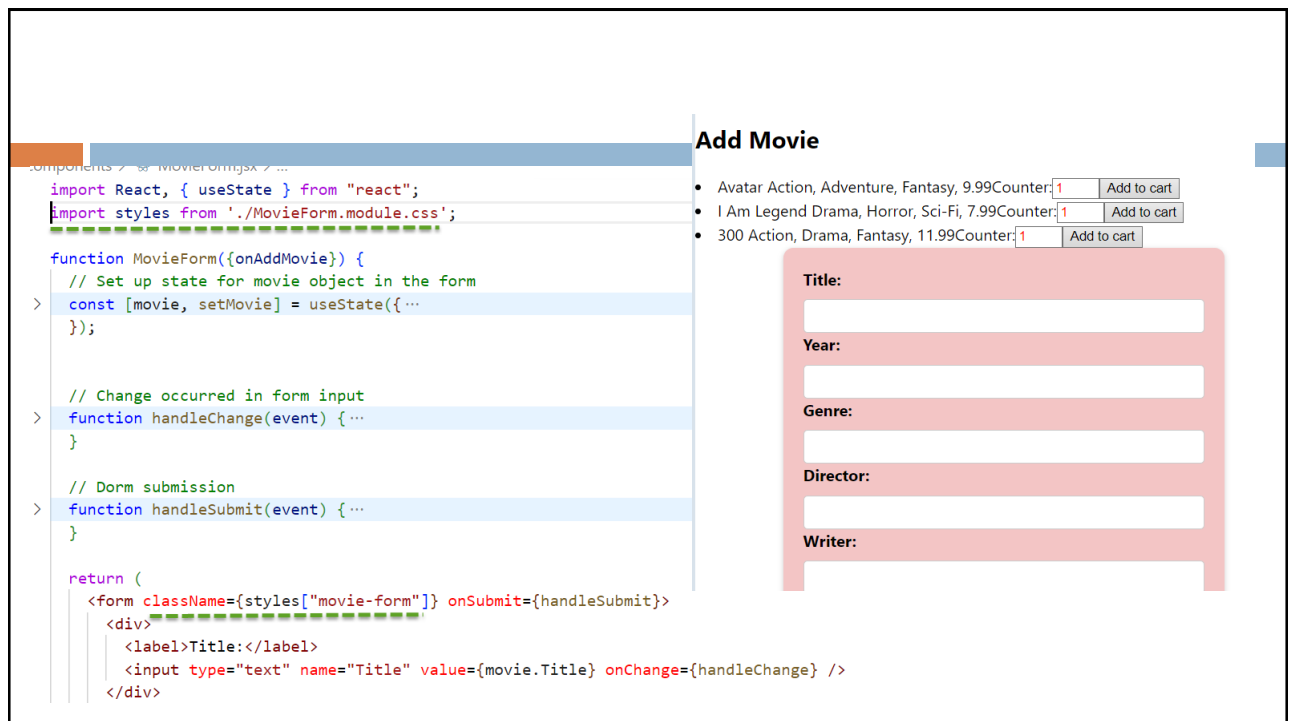 components > MovieForm.jsx > ...
import React, { useState } from "react";
import styles from './MovieForm.module.css';
function MovieForm({onAddMovie}) {
// Set up state for movie object in the form
const [movie, setMovie] = useState({ ...
});
// Change occurred in form input
function handleChange(event) { ...
}
// Dorm submission
function handleSubmit(event) { ...
}
return (
<form className={styles["movie-form"]} onSubmit={handleSubmit}>
<div>
<label>Title:</label>
<input type="text" name="Title" value={movie.Title} onChange={handleChange} />
</div>
Add Movie
• Avatar Action, Adventure, Fantasy, 9.99Counter: 1 Add to cart
• I Am Legend Drama, Horror, Sci-Fi, 7.99Counter: 1 Add to cart
• 300 Action, Drama, Fantasy, 11.99Counter: 1 Add to cart
Title:
Year:
Genre:
Director:
Writer: